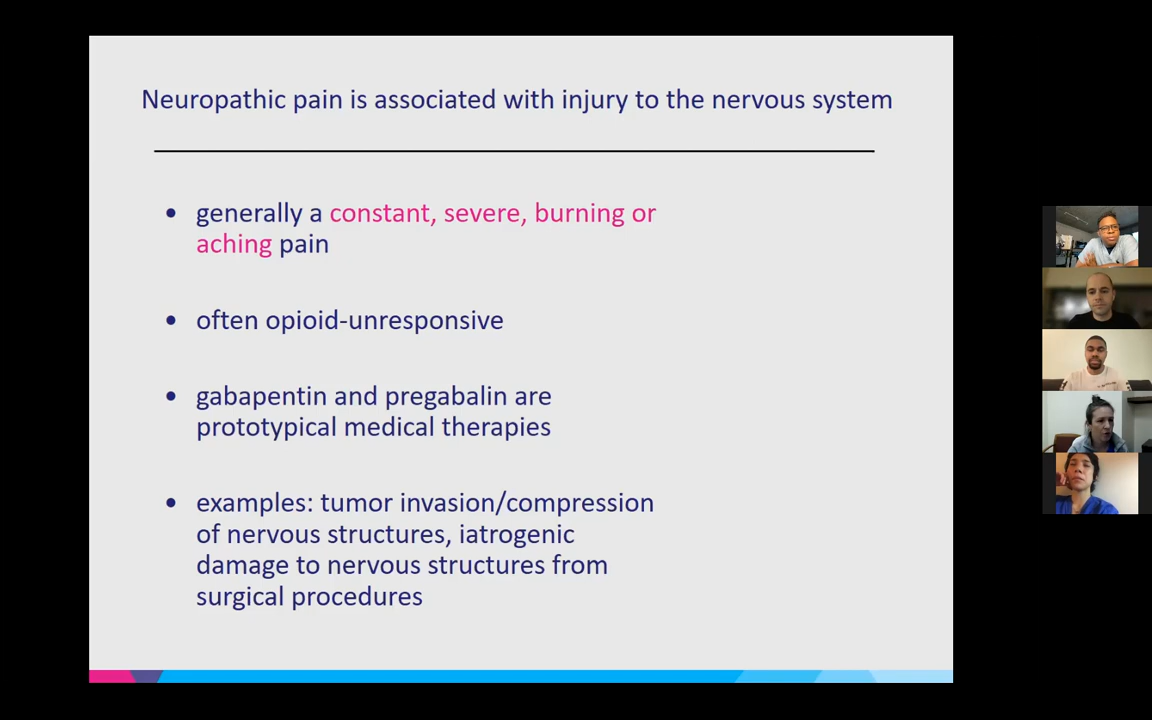 Neuropathic pain is associated with injury to the nervous system
• generally a constant, severe, burning or
aching pain
• often opioid-unresponsive
• gabapentin and pregabalin are
prototypical medical therapies
• examples: tumor invasion/compression
of nervous structures, iatrogenic
damage to nervous structures from
surgical procedures